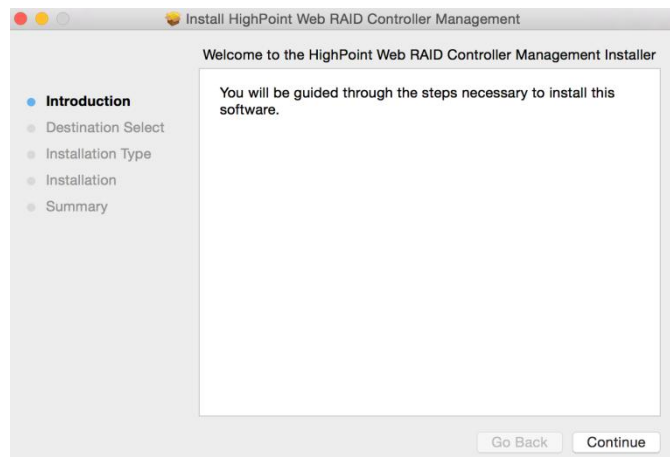 Install HighPoint Web RAID Controller Management
Welcome to the HighPoint Web RAID Controller Management Installer
Introduction
Destination Select
Installation Type
Installation
Summary
You will be guided through the steps necessary to install this
software.
Go Back
Continue